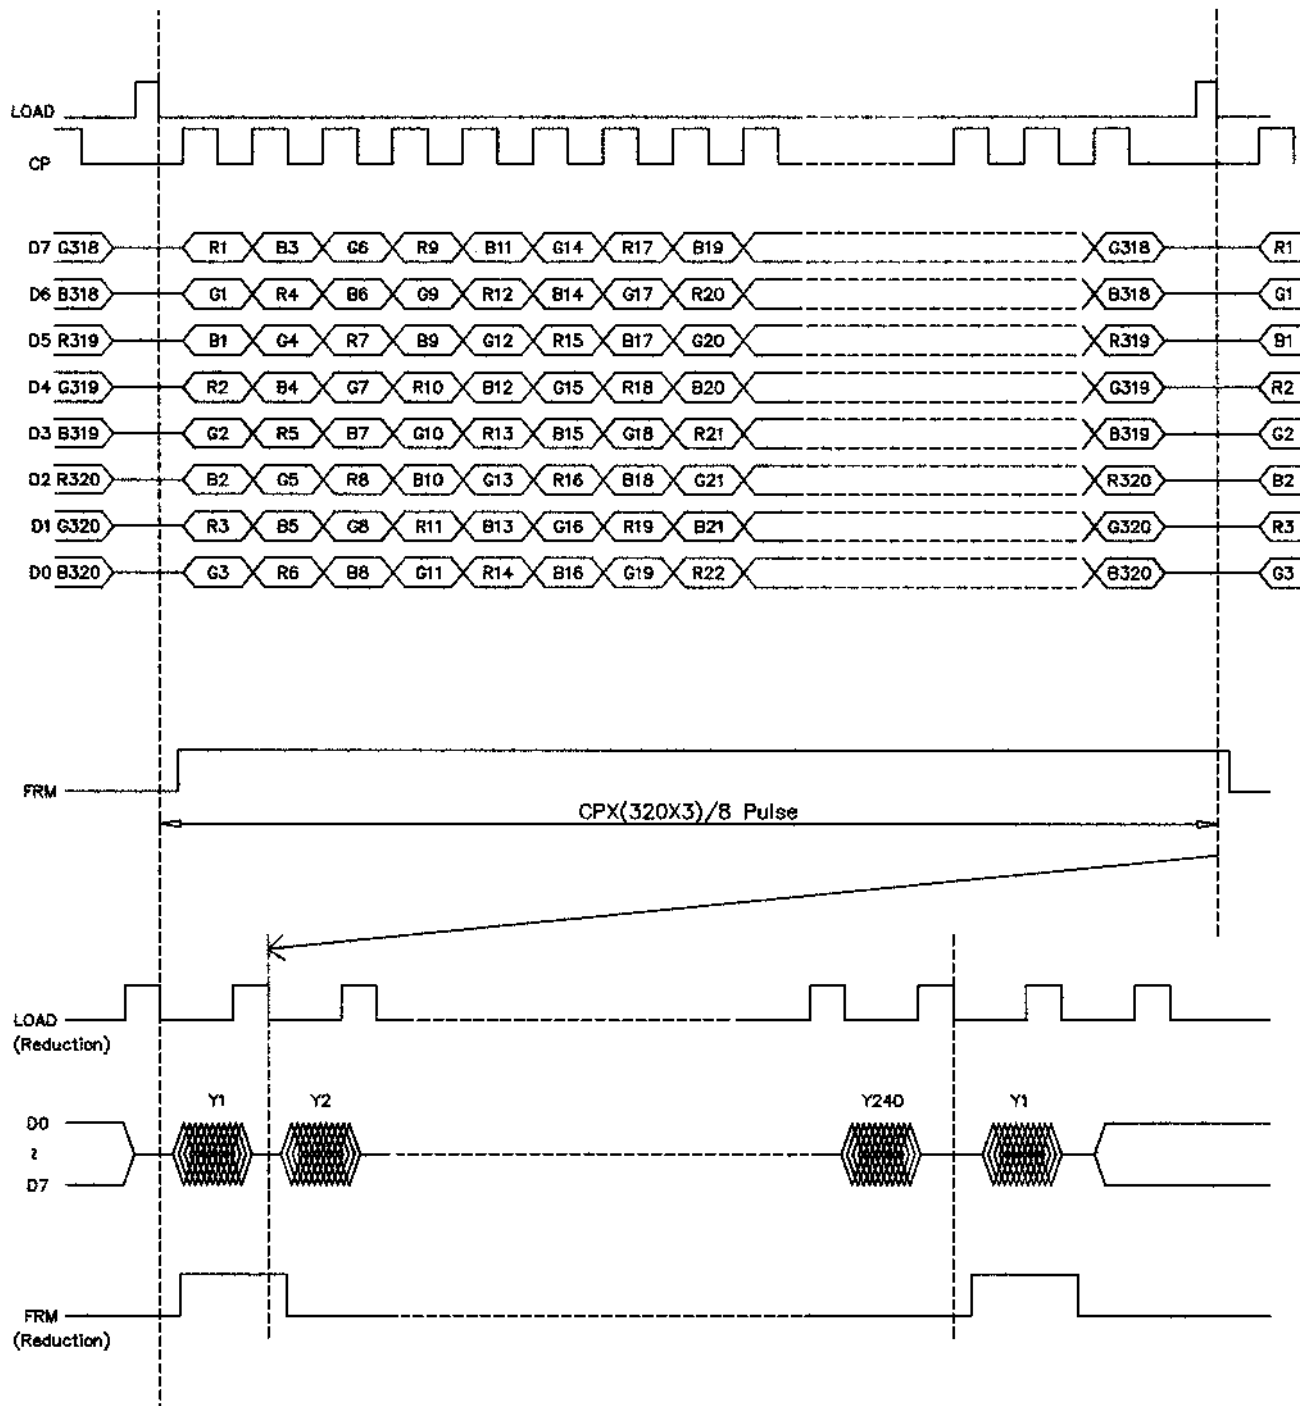 LOAD
CP
D7 G318 R1 B3 G6 R9 B11 G14 R17 B19 G318 R1
D6 B318 G1 R4 B6 G9 R12 B14 G17 R20 B318 G1
D5 R319 B1 G4 R7 B9 G12 R15 B17 G20 R319 B1
D4 G319 R2 B4 G7 R10 B12 G15 R18 B20 G319 R2
D3 B319 G2 R5 B7 G10 R13 B15 G18 R21 B319 G2
D2 R320 B2 G5 R8 B10 G13 R16 B18 G21 R320 B2
D1 G320 R3 B5 G8 R11 B13 G16 R19 B21 G320 R3
D0 B320 G3 R6 B8 G11 R14 B16 G19 R22 B320 G3
FRM
CPX(320X3)/8 Pulse
LOAD
(Reduction)
Y1 Y2 Y240 Y1
D0
≀
D7
FRM
(Reduction)